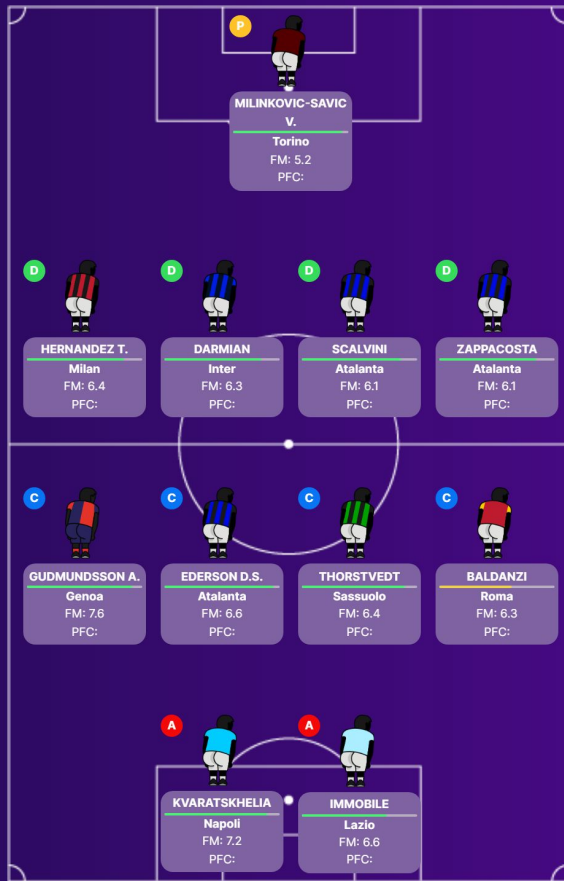 P
MILINKOVIC-SAVIC
V.
Torino
FM: 5.2
PFC:
D
HERNANDEZ T.
Milan
FM: 6.4
PFC:
D
DARMIAN
Inter
FM: 6.3
PFC:
D
SCALVINI
Atalanta
FM: 6.1
PFC:
D
ZAPPACOSTA
Atalanta
FM: 6.1
PFC:
C
GUDMUNDSSON A.
Genoa
FM: 7.6
PFC:
C
EDERSON D.S.
Atalanta
FM: 6.6
PFC:
C
THORSTVEDT
Sassuolo
FM: 6.4
PFC:
C
BALDANZI
Roma
FM: 6.3
PFC:
A
KVARATSKHELIA
Napoli
FM: 7.2
PFC:
A
IMMOBILE
Lazio
FM: 6.6
PFC: